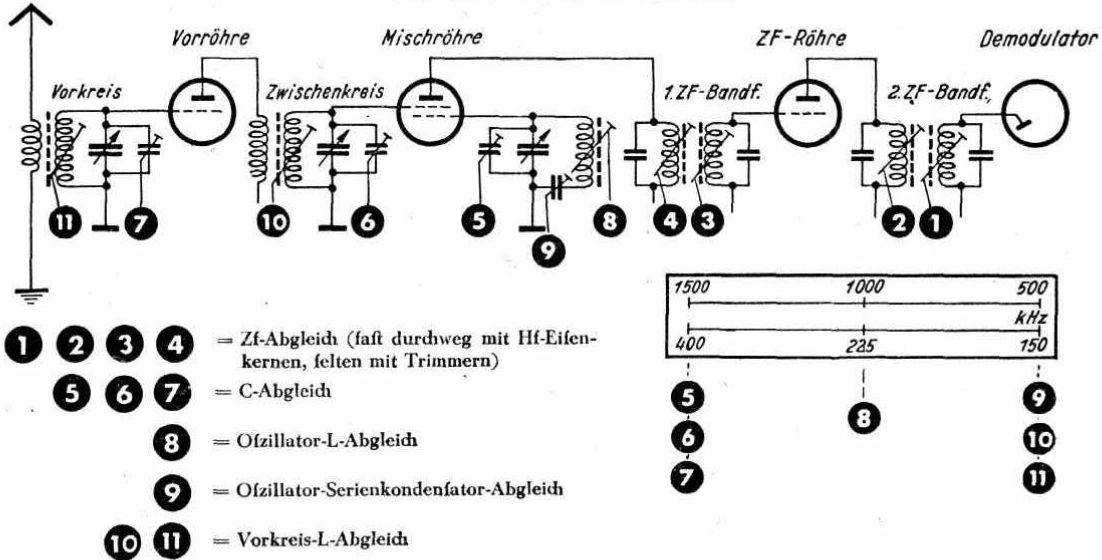 Vorröhre Mischröhre ZF-Röhre Demodulator
Vorkreis Zwischenkreis 1. ZF-Bandf. 2. ZF-Bandf.
11 7 10 6 5 9 8 4 3 2 1
1500 1000 500
kHz
400 225 150
5 8 9
6 10
7 11
1 2 3 4 = Zf-Abgleich (faſt durchweg mit Hf-Eiſen-
kernen, ſelten mit Trimmern)
5 6 7 = C-Abgleich
8 = Oſzillator-L-Abgleich
9 = Oſzillator-Serienkondenſator-Abgleich
10 11 = Vorkreis-L-Abgleich